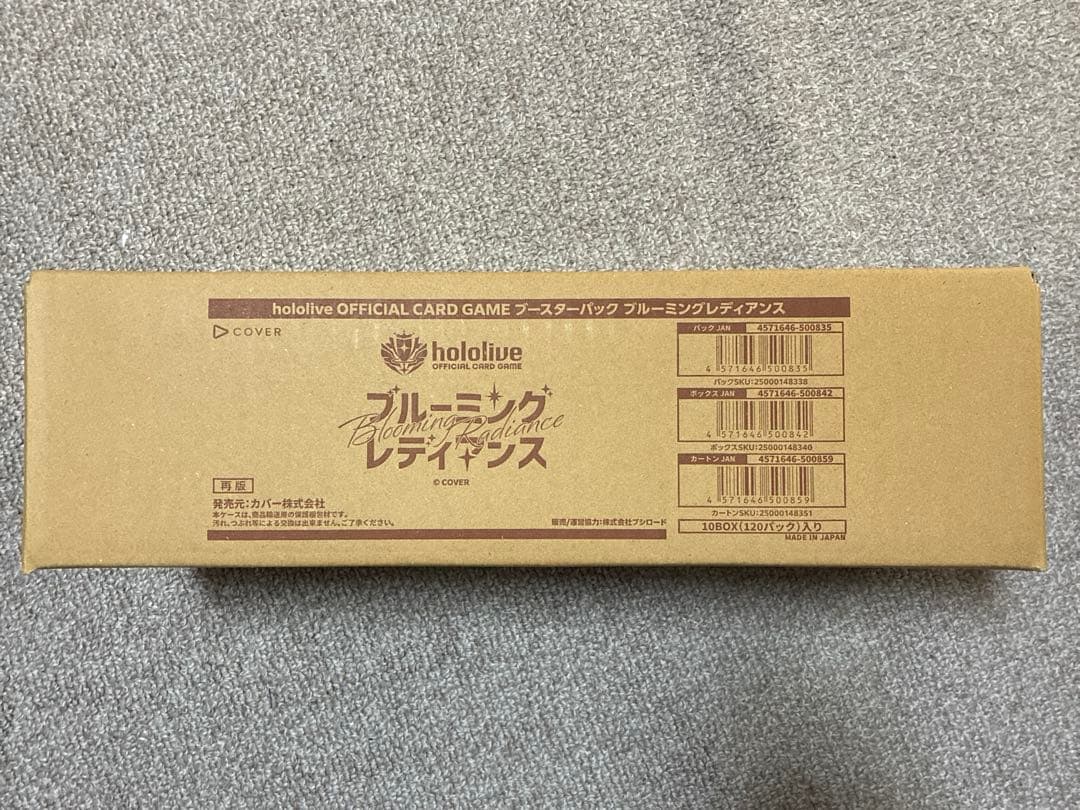 hololive OFFICIAL CARD GAME ブースターパック ブルーミングレディアンス
COVER
hololive
OFFICIAL CARD GAME
ブルーミング
Blooming Radiance
レディアンス
© COVER
再版
発売元:カバー株式会社
本ケースは、商品輸送用の保護梱包材です。
汚れ、つぶれ等による交換は出来ません。ご了承ください。
販売/運営協力:株式会社ブシロード
パック JAN 4571646-500835
4 571646 500835
パックSKU:25000148338
ボックス JAN 4571646-500842
4 571646 500842
ボックスSKU:25000148340
カートン JAN 4571646-500859
4 571646 500859
カートンSKU:25000148351
10BOX(120パック)入り
MADE IN JAPAN